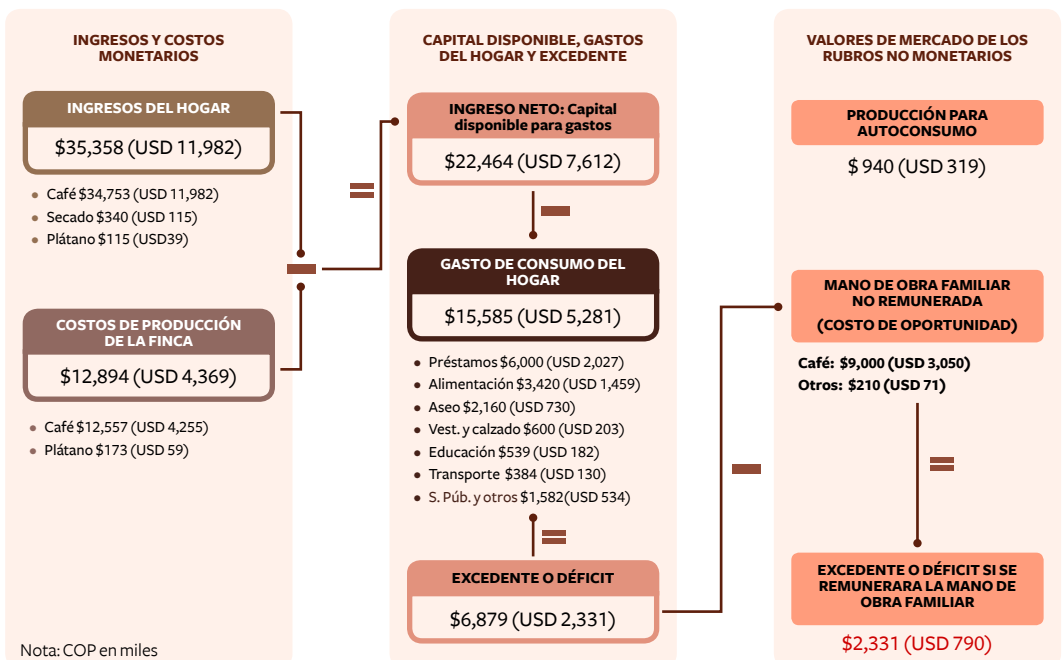 INGRESOS Y COSTOS
MONETARIOS
INGRESOS DEL HOGAR
$35,358 (USD 11,982)
• Café $34,753 (USD 11,982)
• Secado $340 (USD 115)
• Plátano $115 (USD39)
COSTOS DE PRODUCCIÓN
DE LA FINCA
$12,894 (USD 4,369)
• Café $12,557 (USD 4,255)
• Plátano $173 (USD 59)
Nota: COP en miles
CAPITAL DISPONIBLE, GASTOS
DEL HOGAR Y EXCEDENTE
INGRESO NETO: Capital
disponible para gastos
$22,464 (USD 7,612)
GASTO DE CONSUMO DEL
HOGAR
$15,585 (USD 5,281)
• Préstamos $6,000 (USD 2,027)
• Alimentación $3,420 (USD 1,459)
• Aseo $2,160 (USD 730)
• Vest. y calzado $600 (USD 203)
• Educación $539 (USD 182)
• Transporte $384 (USD 130)
• S. Púb. y otros $1,582(USD 534)
EXCEDENTE O DÉFICIT
$6,879 (USD 2,331)
VALORES DE MERCADO DE LOS
RUBROS NO MONETARIOS
PRODUCCIÓN PARA
AUTOCONSUMO
$ 940 (USD 319)
MANO DE OBRA FAMILIAR
NO REMUNERADA
(COSTO DE OPORTUNIDAD)
Café: $9,000 (USD 3,050)
Otros: $210 (USD 71)
EXCEDENTE O DÉFICIT SI SE
REMUNERARA LA MANO DE
OBRA FAMILIAR
$2,331 (USD 790)